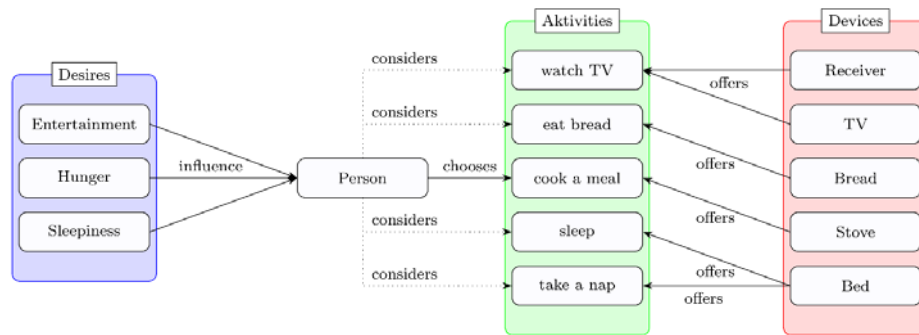 Desires
Entertainment
Hunger
Sleepiness
influence
Person
considers
considers
chooses
considers
considers
Aktivities
watch TV
eat bread
cook a meal
sleep
take a nap
offers
offers
offers
offers
offers
Devices
Receiver
TV
Bread
Stove
Bed